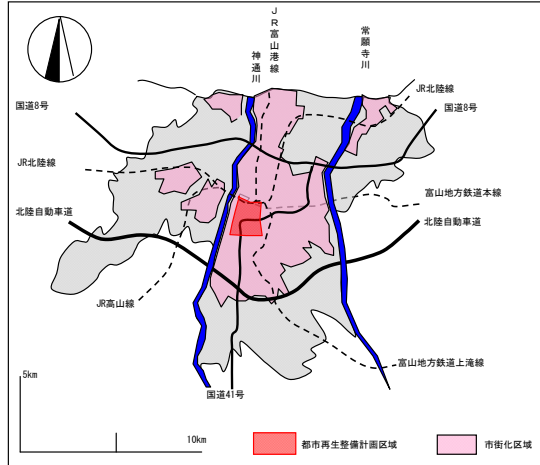 JR富山港線
神通川
常願寺川
JR北陸線
国道8号
国道8号
JR北陸線
富山地方鉄道本線
北陸自動車道
北陸自動車道
JR高山線
富山地方鉄道上滝線
5km
国道41号
10km
都市再生整備計画区域
市街化区域